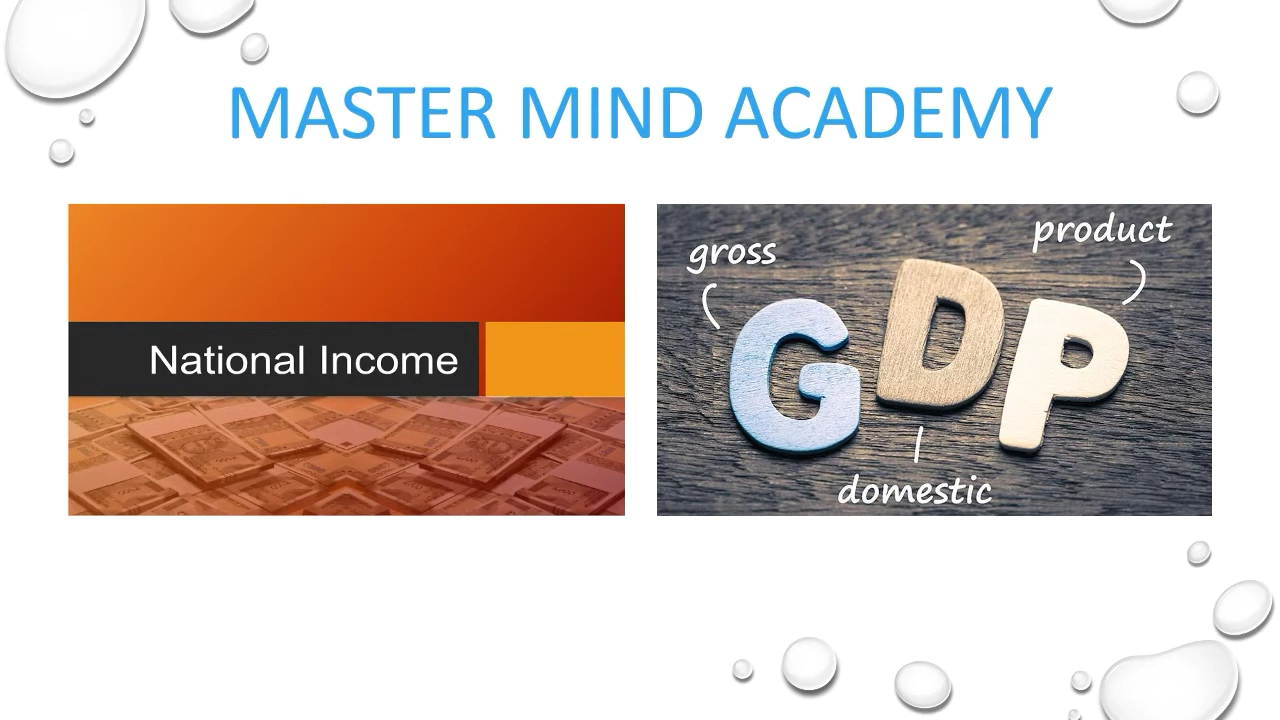 MASTER MIND ACADEMY
National Income
gross
product
GDP
domestic